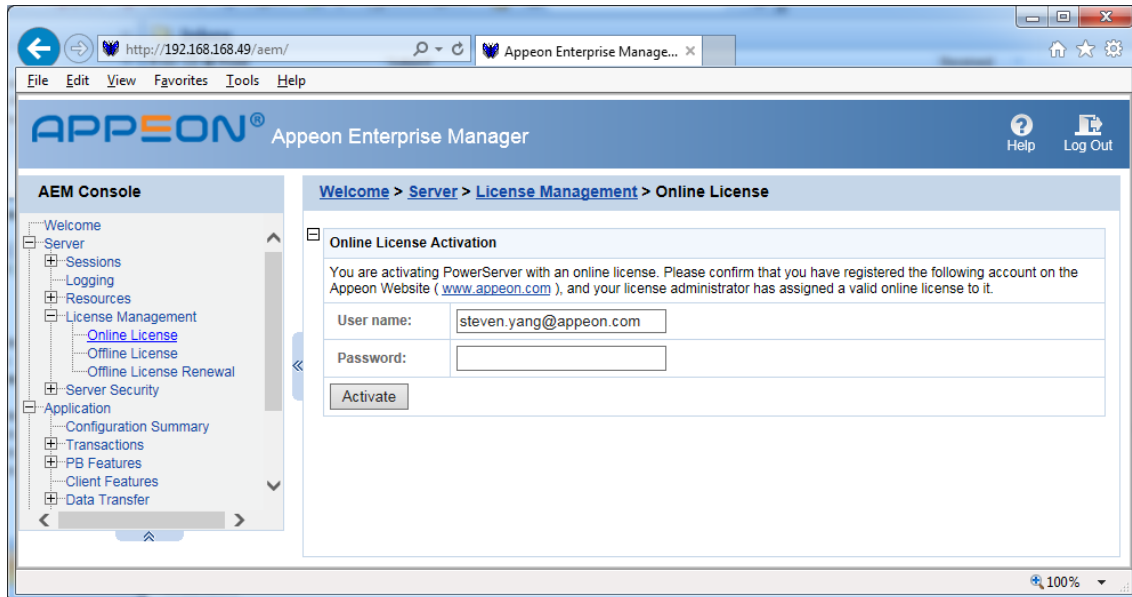 http://192.168.168.49/aem/
Appeon Enterprise Manage...
File Edit View Favorites Tools Help
APPEON® Appeon Enterprise Manager
Help
Log Out
AEM Console
Welcome
Server
Sessions
Logging
Resources
License Management
Online License
Offline License
Offline License Renewal
Server Security
Application
Configuration Summary
Transactions
PB Features
Client Features
Data Transfer
Welcome > Server > License Management > Online License
Online License Activation
You are activating PowerServer with an online license. Please confirm that you have registered the following account on the
Appeon Website ( www.appeon.com ), and your license administrator has assigned a valid online license to it.
User name: steven.yang@appeon.com
Password:
Activate
100%